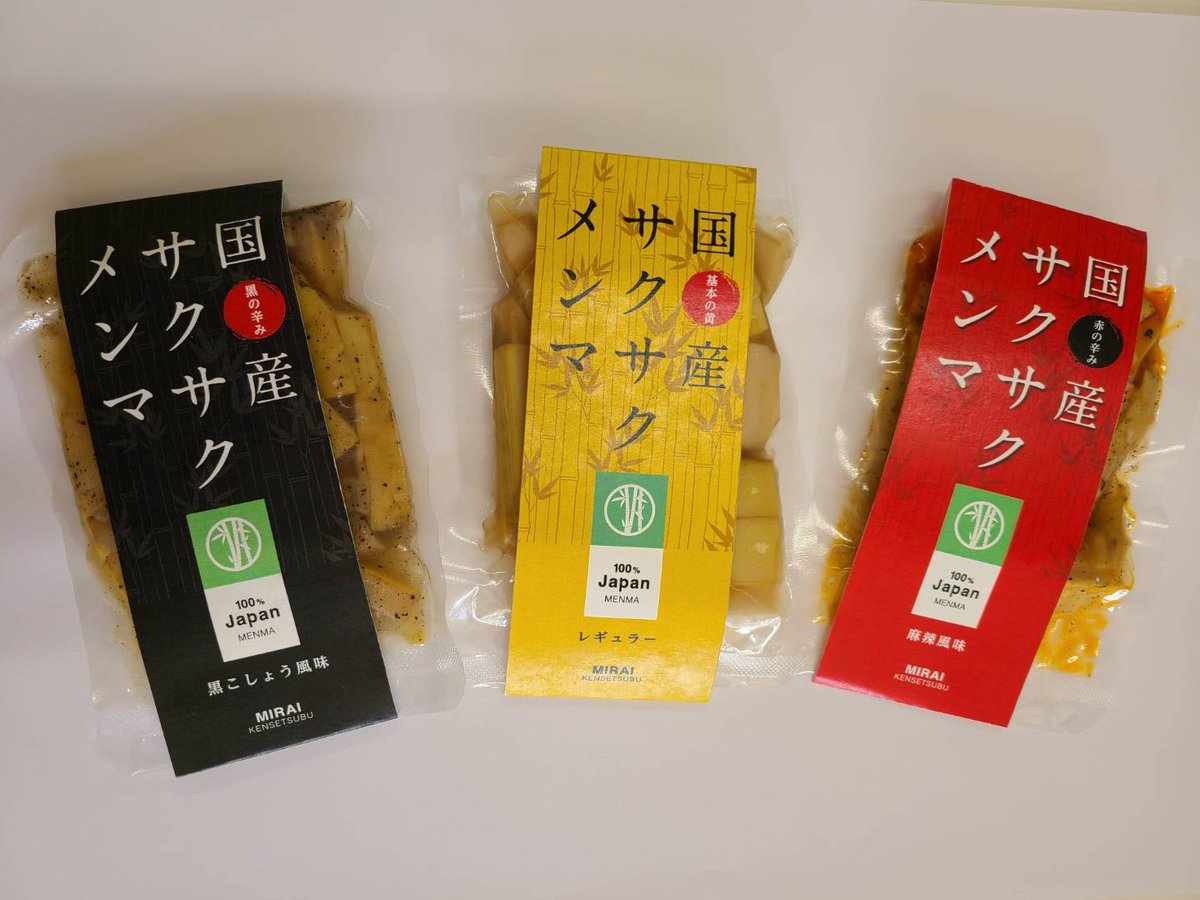 国産
サクサク
メンマ
黒の辛み
100%
Japan
MENMA
黒こしょう風味
MIRAI
KENSETSUBU
国産
サクサク
メンマ
基本の黄
100%
Japan
MENMA
レギュラー
MIRAI
KENSETSUBU
国産
サクサク
メンマ
赤の辛み
100%
Japan
MENMA
麻辣風味
MIRAI
KENSETSUBU